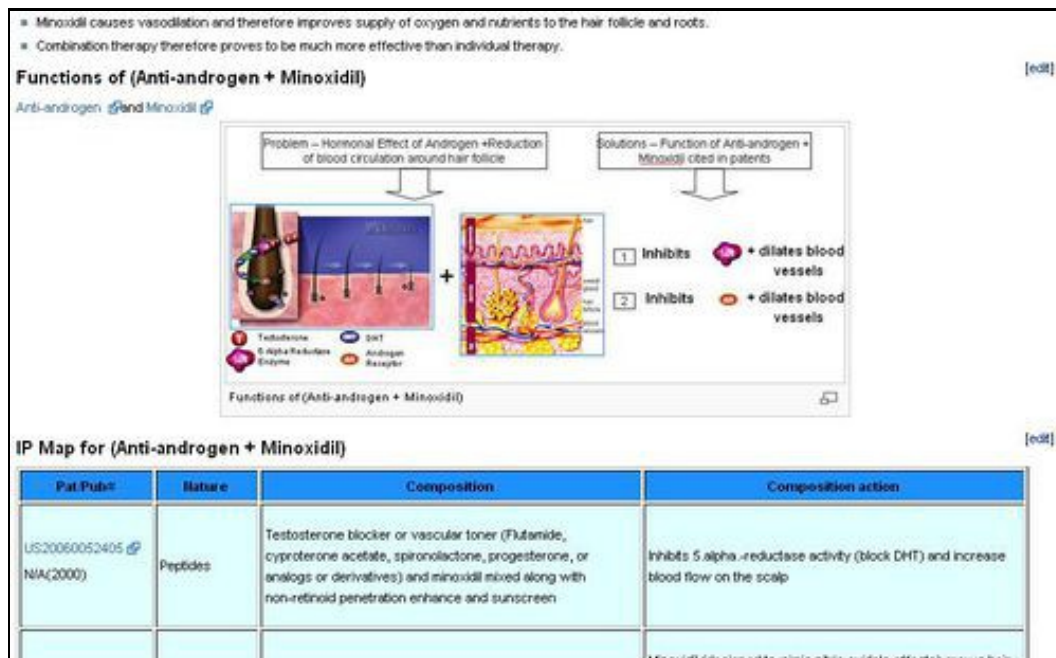 Minoxidil causes vasodilation and therefore improves supply of oxygen and nutrients to the hair follicle and roots.
Combination therapy therefore proves to be much more effective than individual therapy.
Functions of (Anti-androgen + Minoxidil)
[edit]
Anti-androgen and Minoxidil
Problem – Hormonal Effect of Androgen +Reduction
of blood circulation around hair follicle
Solutions – Function of Anti-androgen +
Minoxidil cited in patents
+
1 Inhibits + dilates blood
vessels
2 Inhibits + dilates blood
vessels
Testosterone DHT
5 Alpha Reductase
Enzyme
Androgen
Receptor
Functions of (Anti-androgen + Minoxidil)
IP Map for (Anti-androgen + Minoxidil)
[edit]
Pat/Pub# Nature Composition Composition action
US20060052405
N/A(2000)
Peptides
Testosterone blocker or vascular toner (Flutamide,
cyproterone acetate, spironolactone, progesterone, or
analogs or derivatives) and minoxidil mixed along with
non-retinoid penetration enhance and sunscreen
Inhibits 5.alpha.-reductase activity (block DHT) and increase
blood flow on the scalp